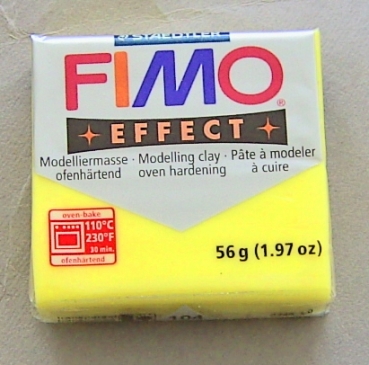 STAEDTLER
FIMO®
EFFECT
Modelliermasse · Modelling clay · Pâte à modeler
ofenhärtend oven hardening à cuire
oven-bake
110°C
230°F
30 min.
ofenhärtend
56 g (1.97 oz)